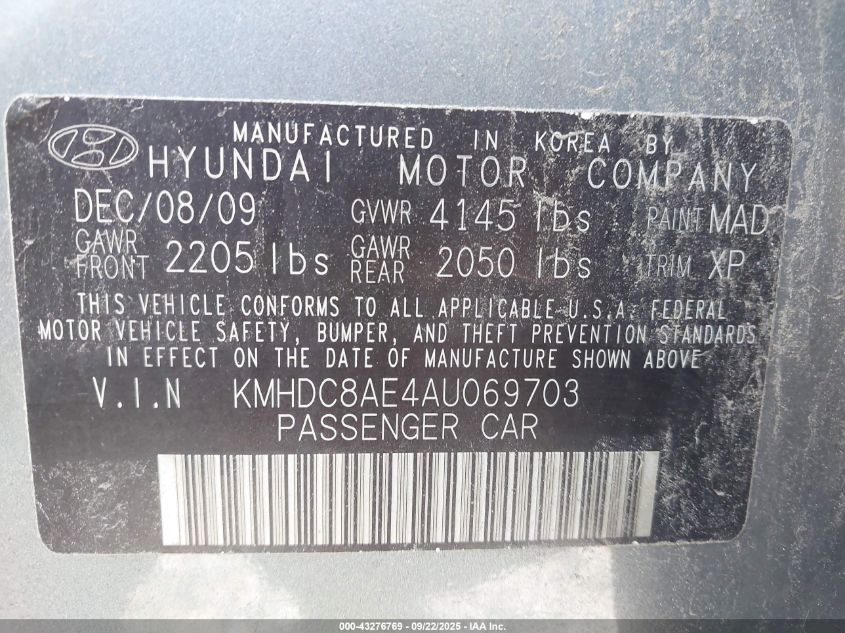 MANUFACTURED IN KOREA BY
HYUNDAI MOTOR COMPANY
DEC/08/09 GVWR 4145 lbs PAINT MAD
GAWR FRONT 2205 lbs GAWR REAR 2050 lbs TRIM XP
THIS VEHICLE CONFORMS TO ALL APPLICABLE U.S.A. FEDERAL
MOTOR VEHICLE SAFETY, BUMPER, AND THEFT PREVENTION STANDARDS
IN EFFECT ON THE DATE OF MANUFACTURE SHOWN ABOVE
V.I.N KMHDC8AE4AU069703
PASSENGER CAR
000-43276769 - 09/22/2025 - IAA Inc.